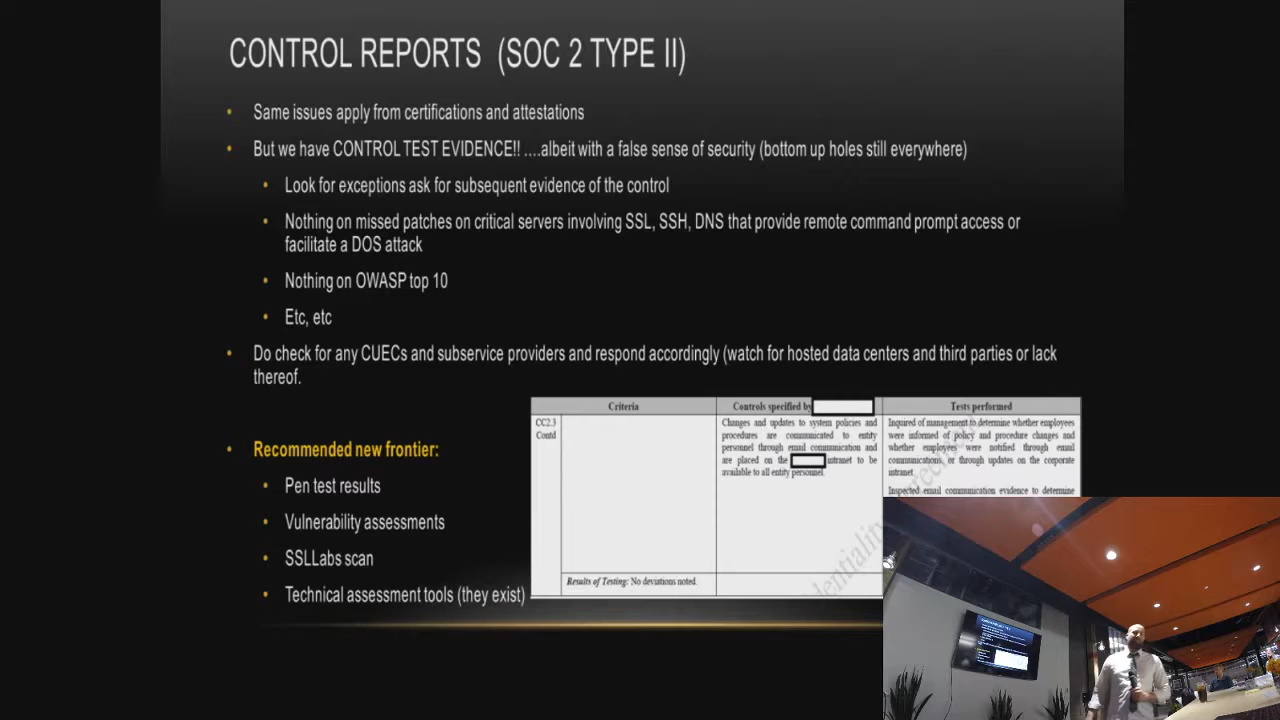 CONTROL REPORTS (SOC 2 TYPE II)
• Same issues apply from certifications and attestations
• But we have CONTROL TEST EVIDENCE!! ....albeit with a false sense of security (bottom up holes still everywhere)
• Look for exceptions ask for subsequent evidence of the control
• Nothing on missed patches on critical servers involving SSL, SSH, DNS that provide remote command prompt access or
facilitate a DOS attack
• Nothing on OWASP top 10
• Etc, etc
• Do check for any CUECs and subservice providers and respond accordingly (watch for hosted data centers and third parties or lack
thereof.
• Recommended new frontier:
• Pen test results
• Vulnerability assessments
• SSLLabs scan
• Technical assessment tools (they exist)
Criteria
Controls specified by
Tests performed
CC2.3
Contd
Changes and updates to system policies and
procedures are communicated to entity
personnel through email communication and
are placed on the intranet to be
available to all entity personnel.
Inquired of management to determine whether employees
were informed of policy and procedure changes and
whether employees were notified through email
communications, or through updates on the corporate
intranet.
Inspected email communication evidence to determine
Results of Testing: No deviations noted.